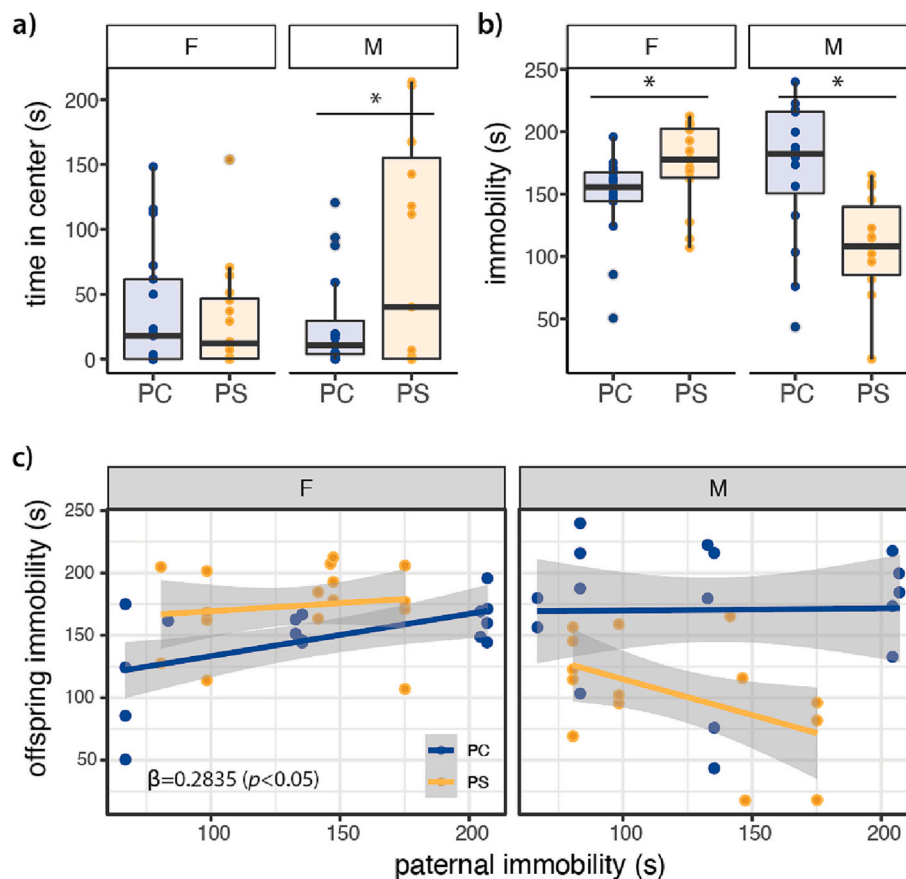 a)
F
M
time in center (s)
200
150
100
50
0
*
PC
PS
PC
PS
b)
F
M
immobility (s)
250
200
150
100
50
*
*
PC
PS
PC
PS
c)
F
M
offspring immobility (s)
250
200
150
100
50
β=0.2835 (p<0.05)
PC
PS
100
150
200
100
150
200
paternal immobility (s)